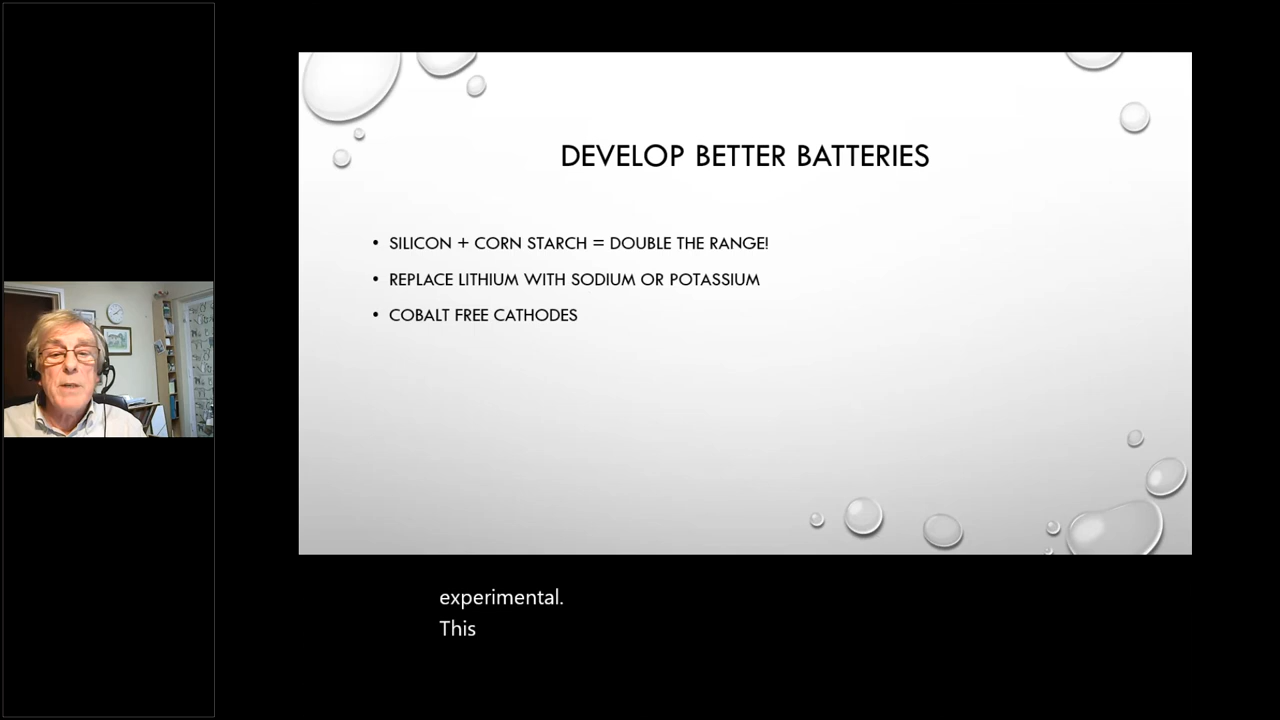 DEVELOP BETTER BATTERIES
• SILICON + CORN STARCH = DOUBLE THE RANGE!
• REPLACE LITHIUM WITH SODIUM OR POTASSIUM
• COBALT FREE CATHODES
experimental.
This